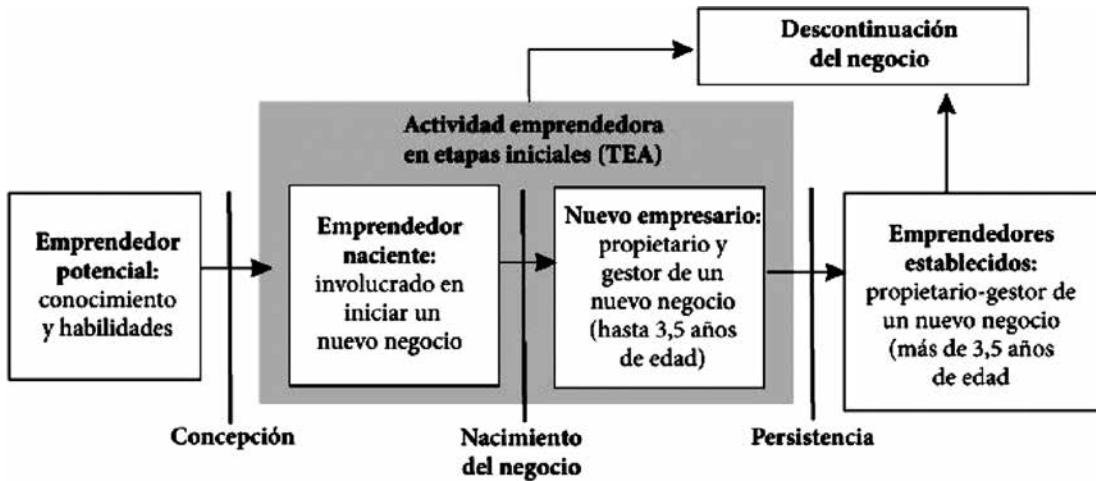 Descontinuación
del negocio
Actividad emprendedora
en etapas iniciales (TEA)
Emprendedor
potencial:
conocimiento
y habilidades
Emprendedor
naciente:
involucrado en
iniciar un
nuevo negocio
Nuevo empresario:
propietario y
gestor de un
nuevo negocio
(hasta 3,5 años
de edad)
Emprendedores
establecidos:
propietario-gestor de
un nuevo negocio
(más de 3,5 años
de edad
Concepción
Nacimiento
del negocio
Persistencia